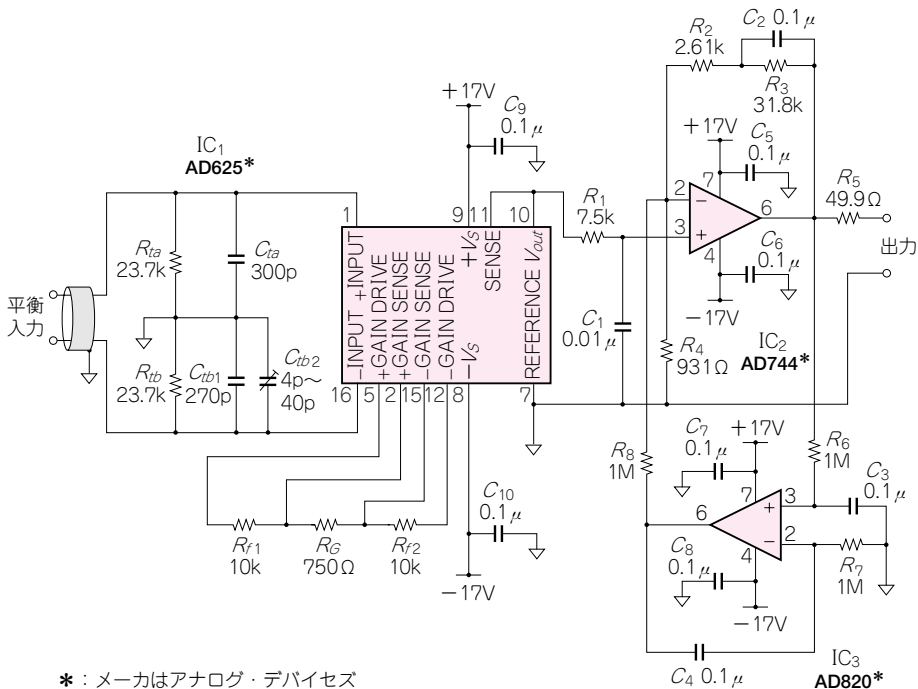 C2 0.1μ
R2
2.61k
R3
31.8k
+17V
C9
0.1μ
+17V
C5
0.1μ
IC1
AD625*
R1
7.5k
R5
49.9Ω
1
9
11
10
7
2
3
6
4
−
+
+INPUT
+VS
SENSE
Vout
Rta
23.7k
Cta
300p
出力
平衡
入力
C6
0.1μ
−17V
C1
0.01μ
IC2
AD744*
R4
931Ω
Rtb
23.7k
Ctb1
270p
Ctb2
4p〜
40p
−INPUT
+GAIN DRIVE
+GAIN SENSE
−GAIN SENSE
−GAIN DRIVE
−VS
REFERENCE
16
5
2
15
12
8
7
C7
0.1μ
+17V
R8
1M
R6
1M
C3
0.1μ
7
6
3
+
2
−
4
C10
0.1μ
Rf1
10k
RG
750Ω
Rf2
10k
−17V
C8
0.1μ
R7
1M
−17V
C4 0.1μ
IC3
AD820*
*：メーカはアナログ・デバイセズ